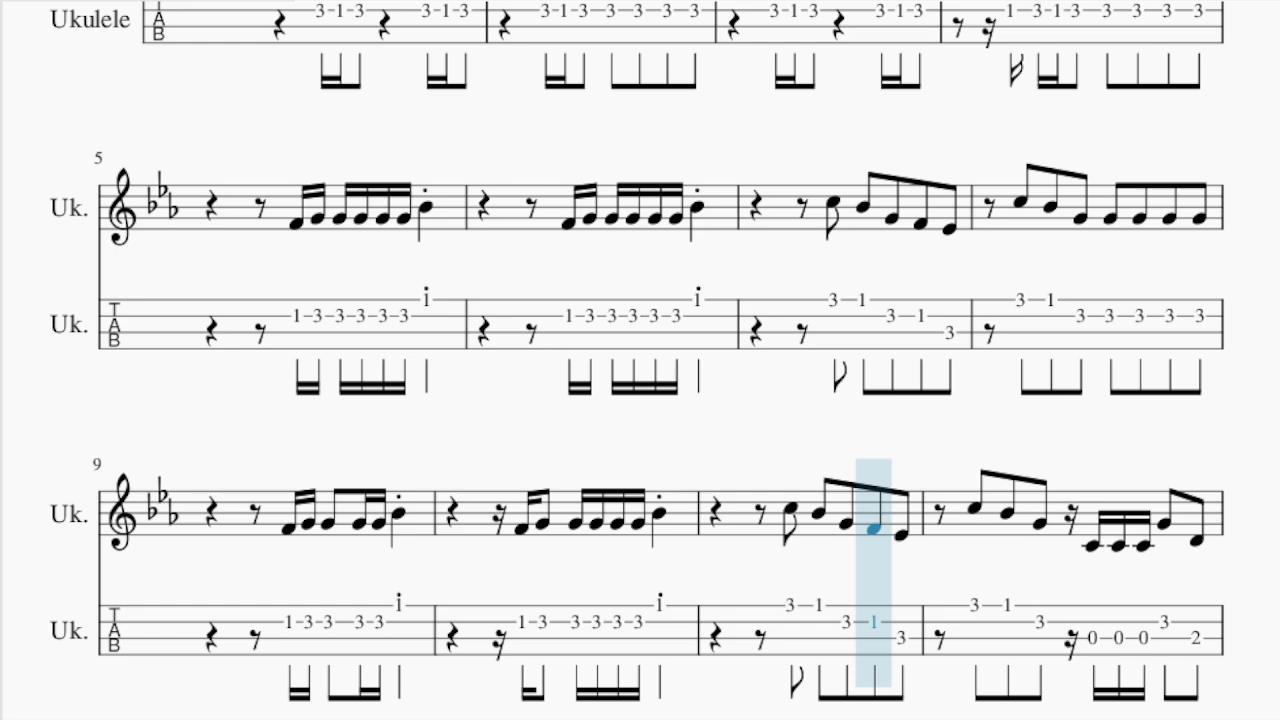 Ukulele A B 3 1 3 3 1 3 3 1 3 3 3 3 3 3 1 3 3 1 3 1 3 1 3 3 3 3 3
5
Uk.
Uk. T A B 1 3 3 3 3 3 1 1 3 3 3 3 3 1 3 1 3 1 3 3 1 3 3 3 3 3
9
Uk.
Uk. T A B 1 3 3 3 3 1 1 3 3 3 3 3 1 3 1 3 1 3 3 1 3 0 0 0 3 2